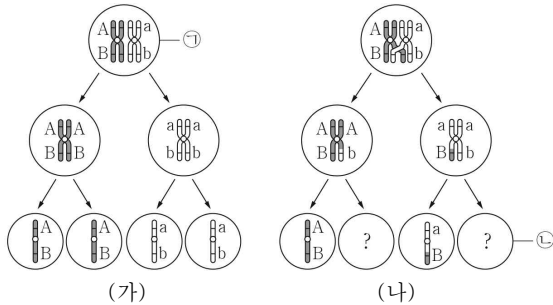 A a A a
B b ㉠ B b
A A a a A A a a
B B b b B b B b
A A a a A ? a ?
B B b b B B ㉡
(가) (나)